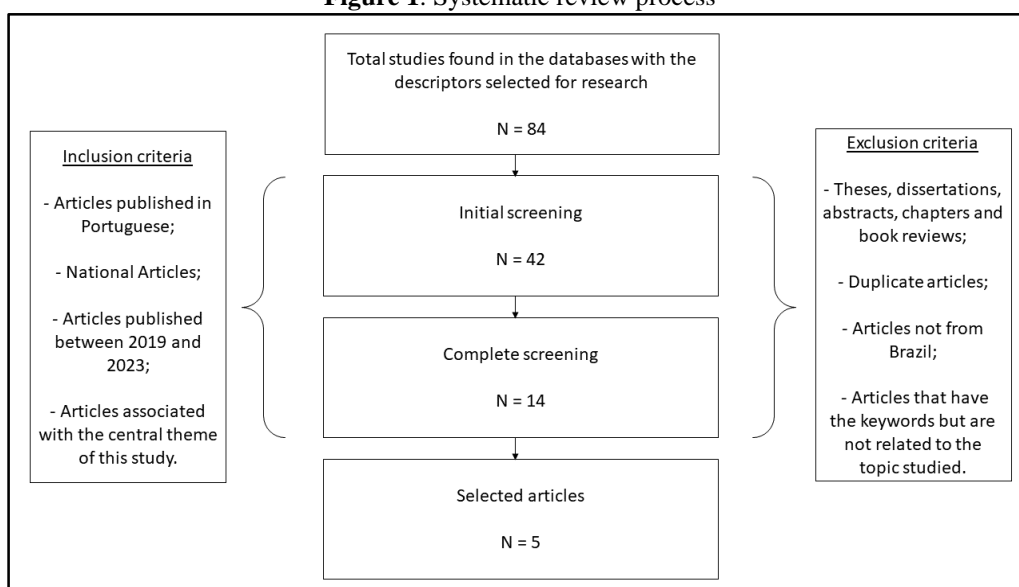 Figure 1. Systematic review process
Total studies found in the databases with the
descriptors selected for research
N = 84
Inclusion criteria
- Articles published in
Portuguese;
- National Articles;
- Articles published
between 2019 and
2023;
- Articles associated
with the central theme
of this study.
Initial screening
N = 42
Complete screening
N = 14
Selected articles
N = 5
Exclusion criteria
- Theses, dissertations,
abstracts, chapters and
book reviews;
- Duplicate articles;
- Articles not from
Brazil;
- Articles that have
the keywords but are
not related to the
topic studied.